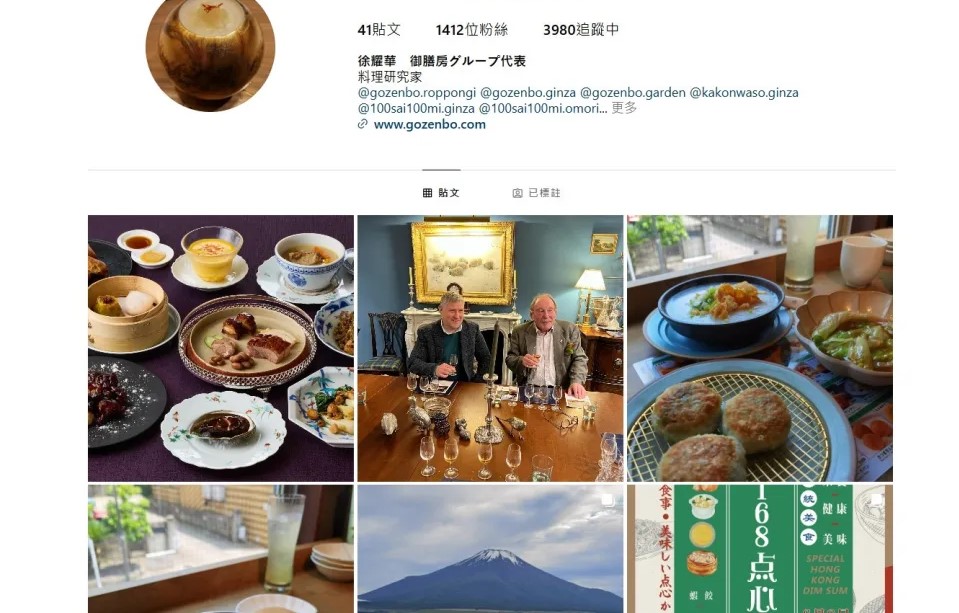 41貼文 1412位粉絲 3980追蹤中
徐耀華 御膳房グループ代表
料理研究家
@gozenbo.roppongi @gozenbo.ginza @gozenbo.garden @kakonwaso.ginza
@100sai100mi.ginza @100sai100mi.omori... 更多
www.gozenbo.com
貼文 已標註
食事•美味しい点心か
蝦餃
168点心
統美食
健康
美味
SPECIAL
HONG
KONG
DIM SUM